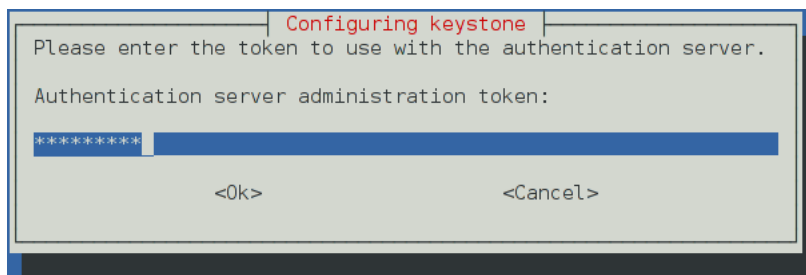 Configuring keystone
Please enter the token to use with the authentication server.
Authentication server administration token:
*********_
<Ok> <Cancel>